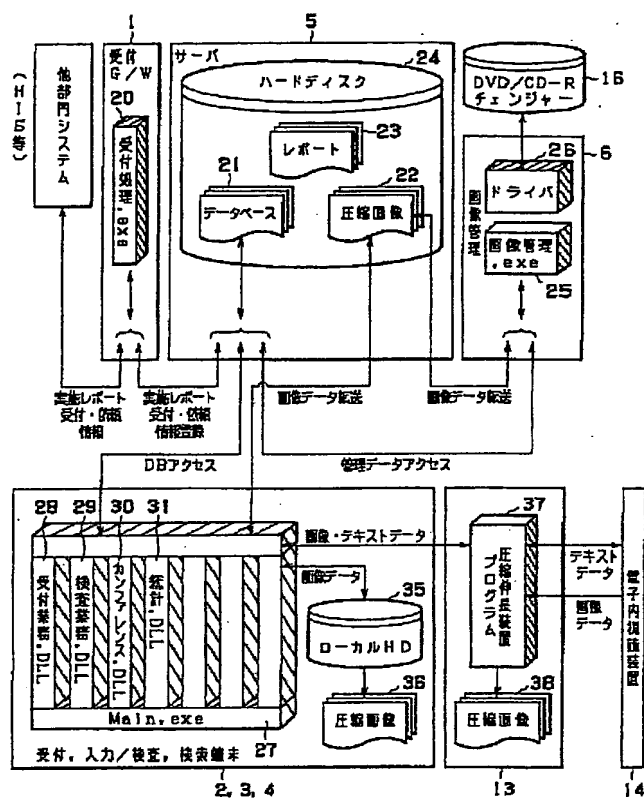 1
5
受付
G/W
20
受付処理.exe
(HIS等)
他部門システム
サーバ
24
ハードディスク
23
レポート
21
データベース
22
圧縮画像
DVD/CD-R
チェンジャー
16
26
6
ドライバ
画像管理
画像管理
.exe
25
実施レポート
受付・依頼
情報
実施レポート
受付・依頼
情報登録
画像データ転送
画像データ転送
DBアクセス
管理データアクセス
28
29
30
31
受付業務.DLL
検査業務.DLL
カンファレンス.DLL
統計.DLL
Main.exe
27
受付,入力/検査,検索端末
2,3,4
画像・テキストデータ
画像データ
35
ローカルHD
36
圧縮画像
37
圧縮伸長装置
プログラム
38
圧縮画像
13
テキスト
データ
画像
データ
電子内視鏡装置
14